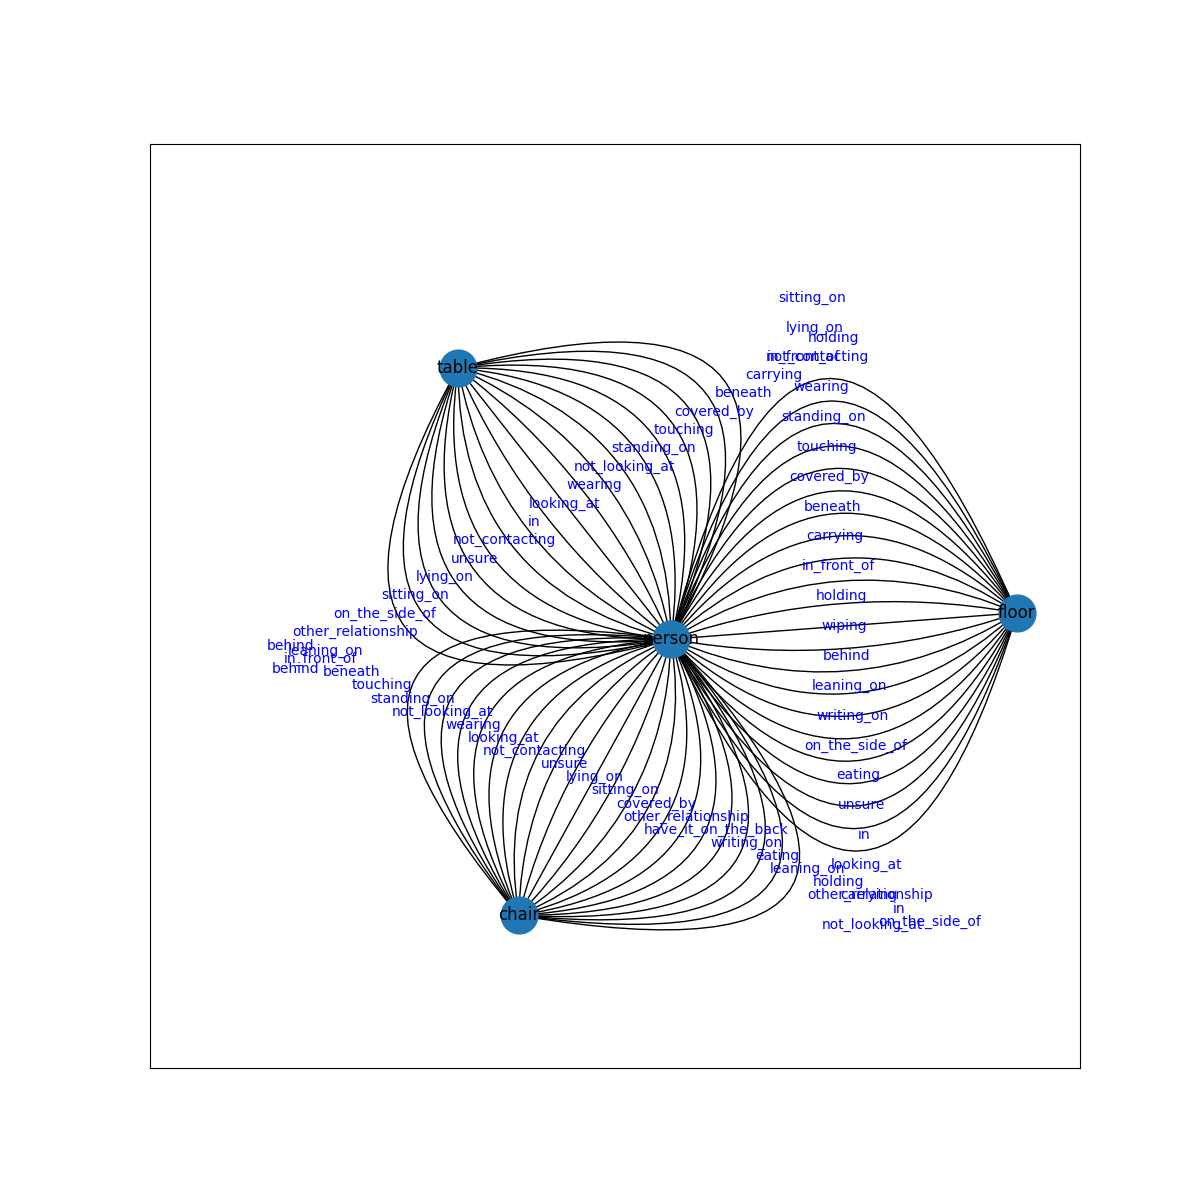 sitting_on
lying_on
holding
in_front_of
not_contacting
carrying
wearing
beneath
covered_by
standing_on
touching
standing_on
touching
not_looking_at
covered_by
wearing
looking_at
beneath
in
carrying
not_contacting
unsure
in_front_of
lying_on
sitting_on
holding
on_the_side_of
wiping
other_relationship
behind
leaning_on
behind
in_front_of
behind
beneath
touching
leaning_on
standing_on
not_looking_at
writing_on
wearing
looking_at
on_the_side_of
not_contacting
unsure
eating
lying_on
sitting_on
covered_by
unsure
other_relationship
have_it_on_the_back
in
writing_on
eating
looking_at
leaning_on
holding
other_relationship
carrying
in
on_the_side_of
not_looking_at
table
person
floor
chair